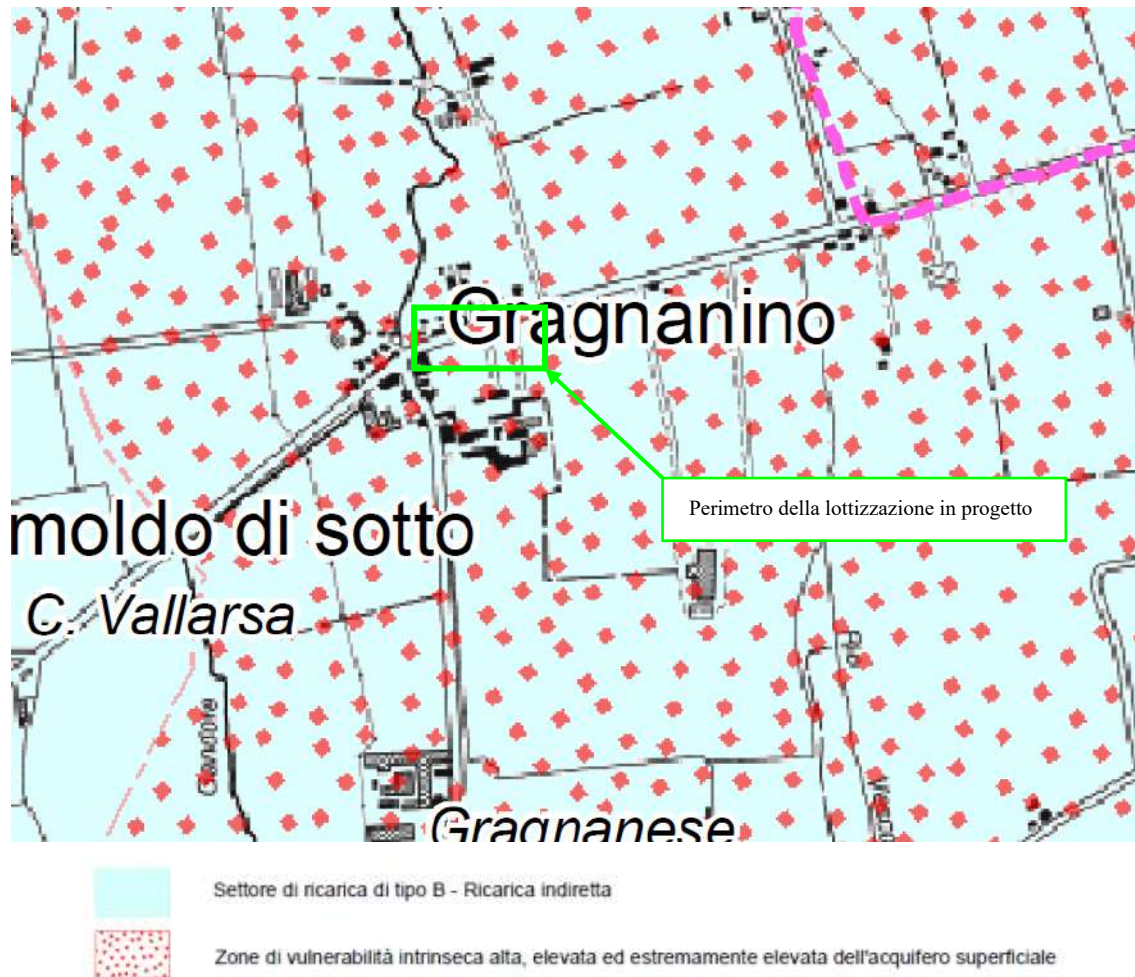 Gragnanino
Perimetro della lottizzazione in progetto
moldo di sotto
C. Vallarsa
Gragnanese
Settore di ricarica di tipo B - Ricarica indiretta
Zone di vulnerabilità intrinseca alta, elevata ed estremamente elevata dell'acquifero superficiale